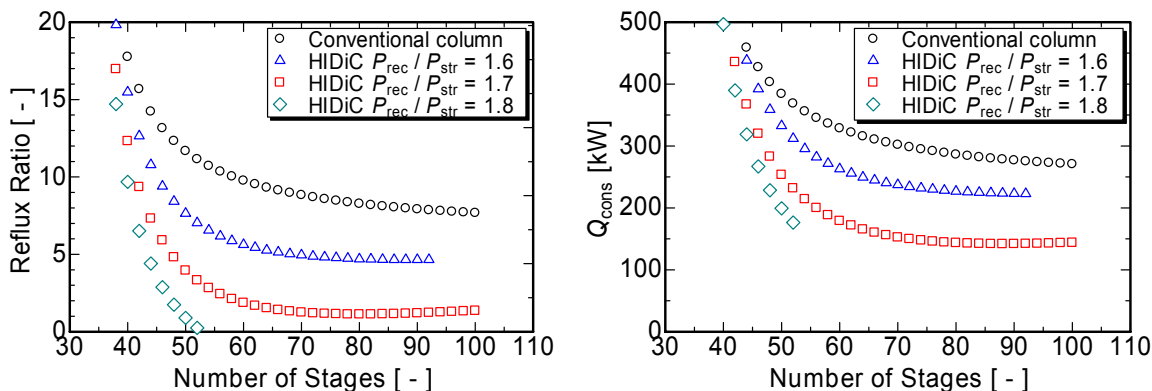 20
15
10
5
0
Reflux Ratio [ - ]
30 40 50 60 70 80 90 100 110
Number of Stages [ - ]
Conventional column
HIDiC Prec / Pstr = 1.6
HIDiC Prec / Pstr = 1.7
HIDiC Prec / Pstr = 1.8
500
400
300
200
100
0
Qcons [kW]
30 40 50 60 70 80 90 100 110
Number of Stages [ - ]
Conventional column
HIDiC Prec / Pstr = 1.6
HIDiC Prec / Pstr = 1.7
HIDiC Prec / Pstr = 1.8